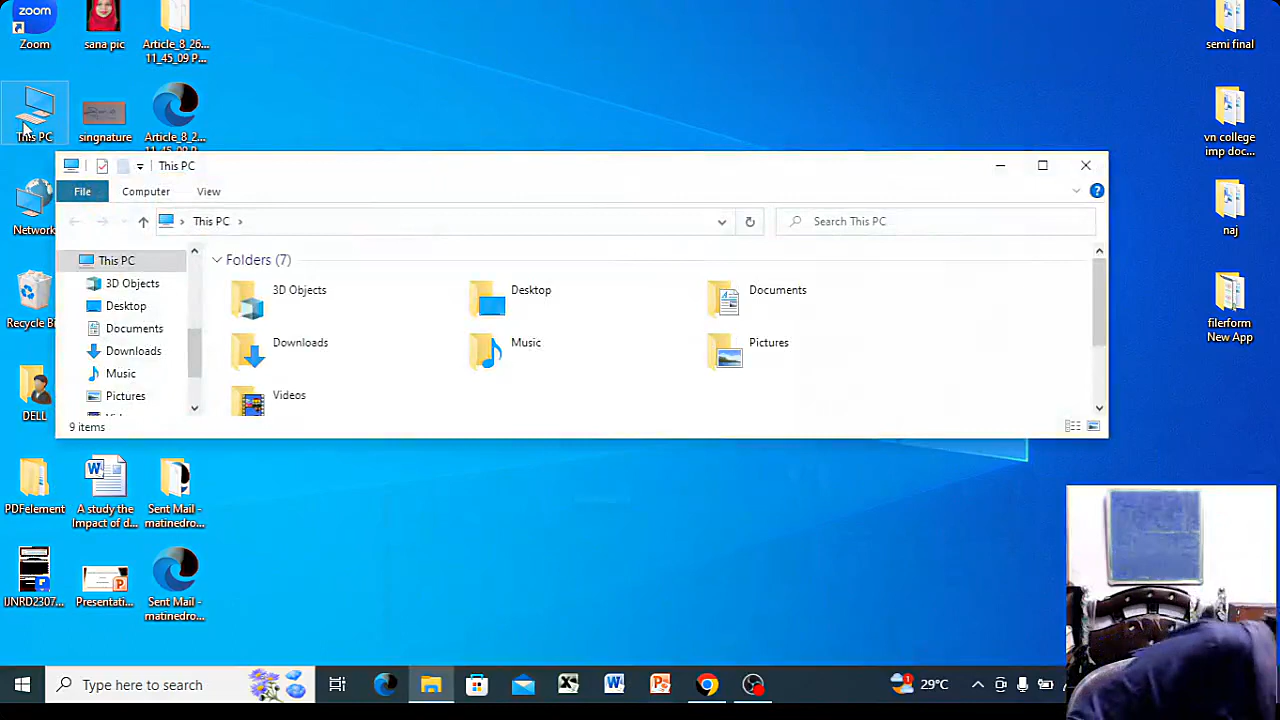 zoom
Zoom
sana pic
Article_8_26...
11_45_09 P...
semi final
This PC
singnature
Article_8_2...
11_45_09 P...
vn college
imp doc...
This PC
File
Computer
View
Network
This PC
Search This PC
naj
This PC
Folders (7)
3D Objects
3D Objects
Desktop
Documents
Desktop
Recycle Bi
Documents
Downloads
Music
Pictures
filerform
New App
Downloads
Music
Pictures
Videos
DELL
9 items
PDFelement
A study the
Impact of d...
Sent Mail -
matinedro...
IJNRD2307...
Presentati...
Sent Mail -
matinedro...
Type here to search
29°C